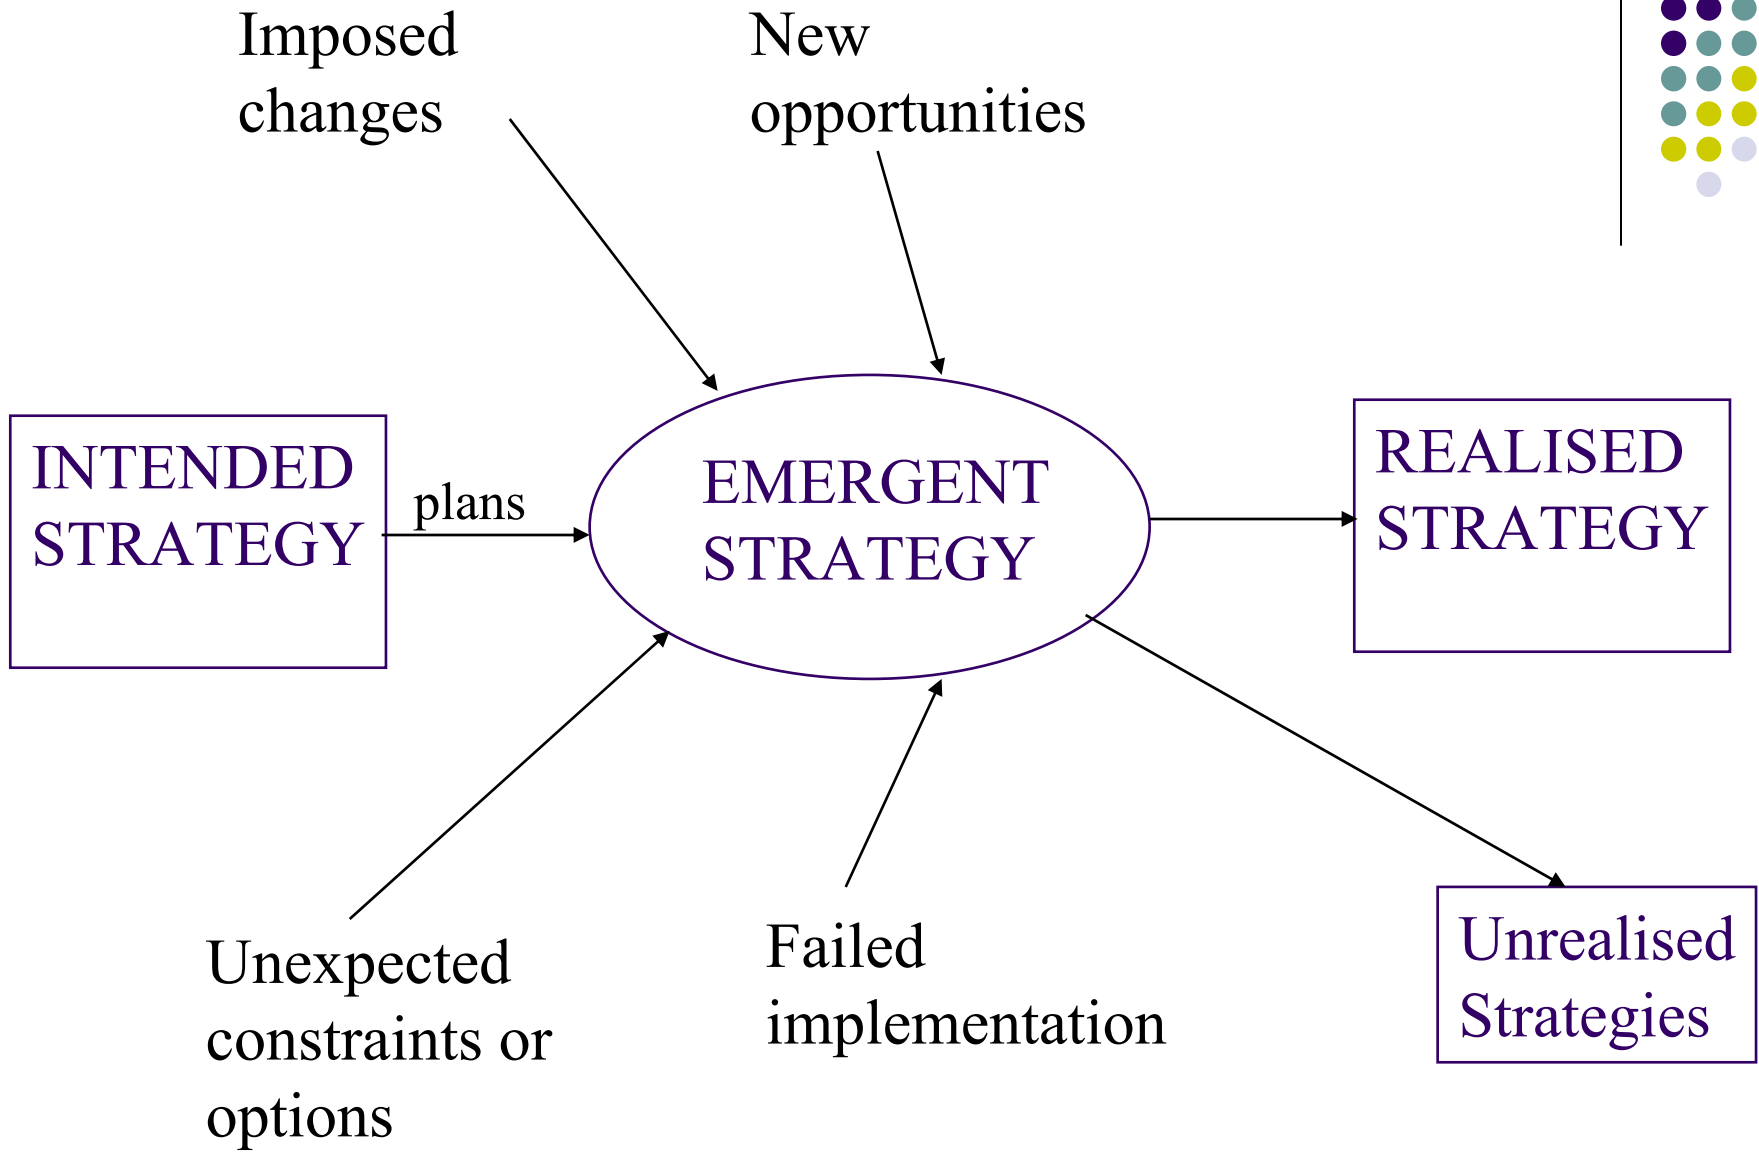 Imposed
changes
New
opportunities
INTENDED
STRATEGY
plans
EMERGENT
STRATEGY
REALISED
STRATEGY
Unexpected
constraints or
options
Failed
implementation
Unrealised
Strategies